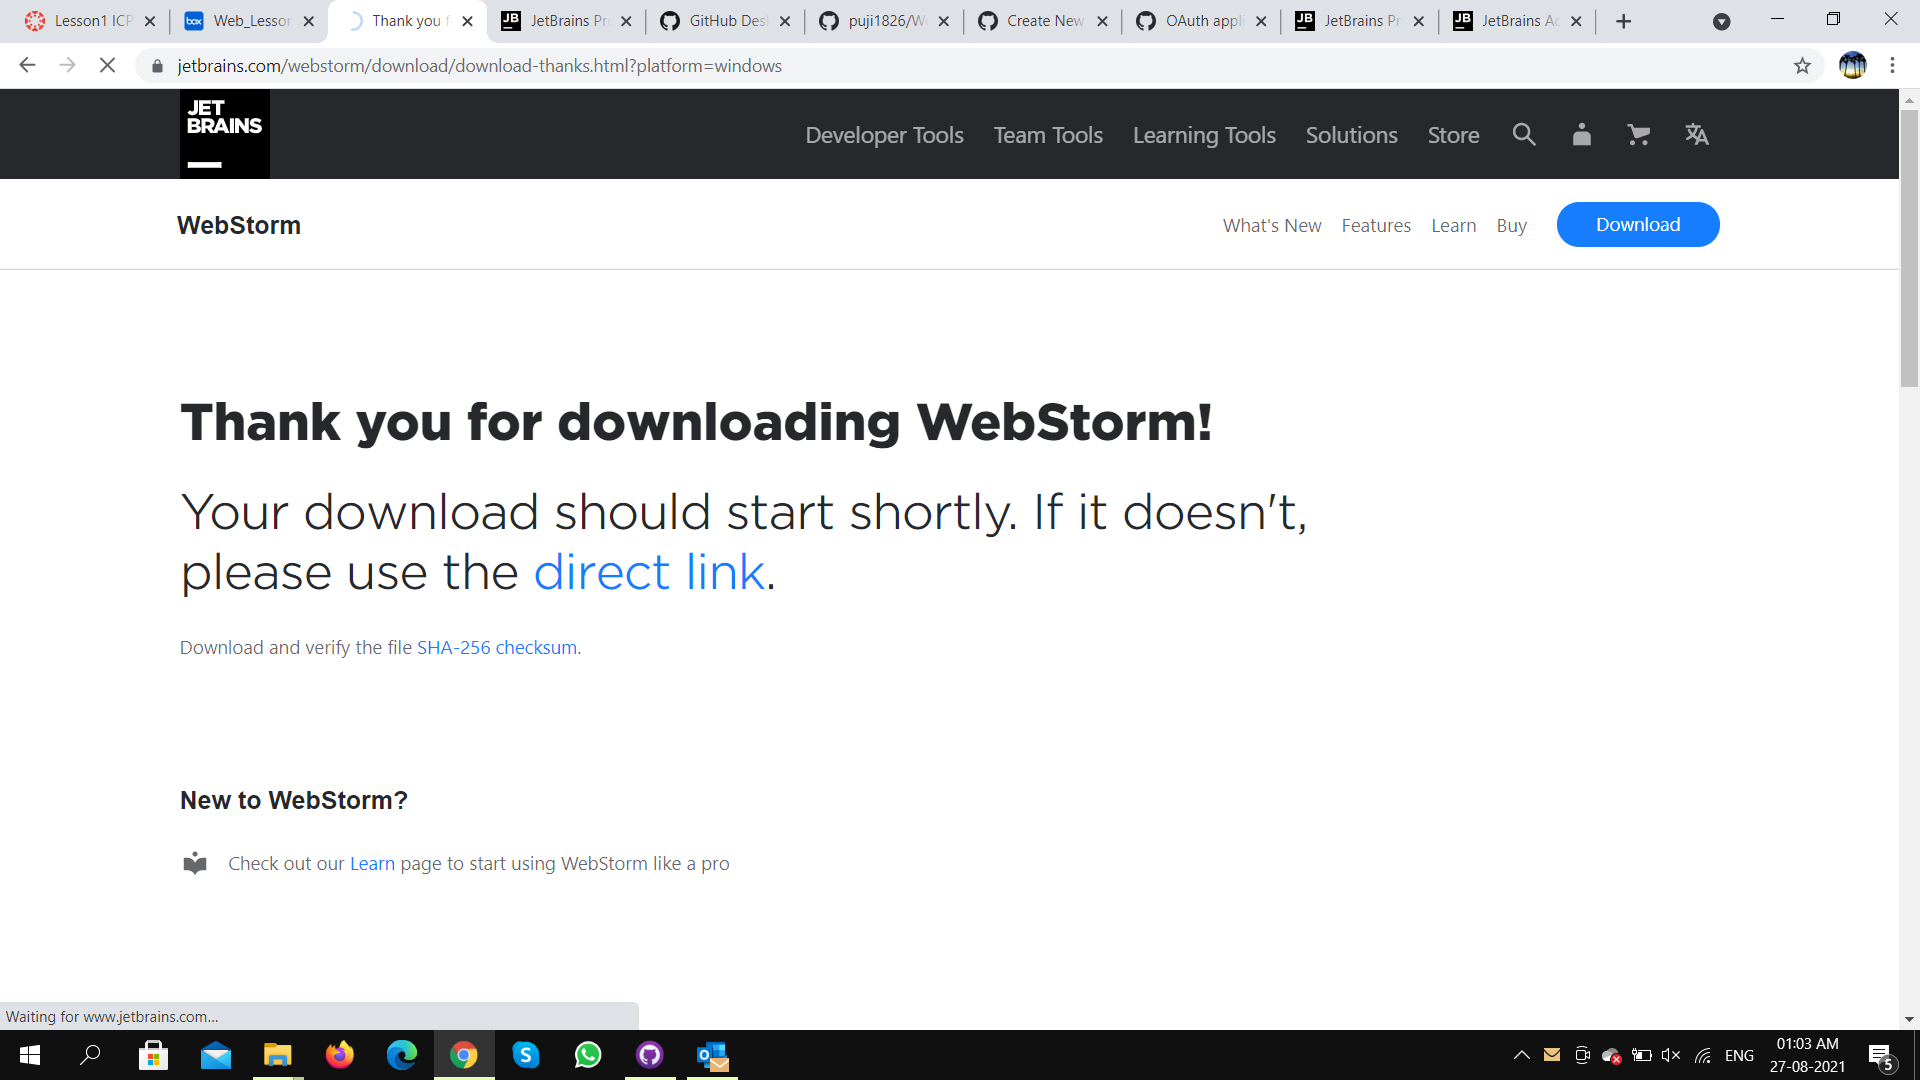 Lesson1 ICP
Web_Lesson
Thank you f
JetBrains Pr
GitHub Desk
puji1826/We
Create New
OAuth appli
JetBrains Pr
JetBrains Ac
jetbrains.com/webstorm/download/download-thanks.html?platform=windows
JET
BRAINS
Developer Tools
Team Tools
Learning Tools
Solutions
Store
WebStorm
What's New
Features
Learn
Buy
Download
Thank you for downloading WebStorm!
Your download should start shortly. If it doesn't,
please use the direct link.
Download and verify the file SHA-256 checksum.
New to WebStorm?
Check out our Learn page to start using WebStorm like a pro
Waiting for www.jetbrains.com...
ENG
01:03 AM
27-08-2021
5